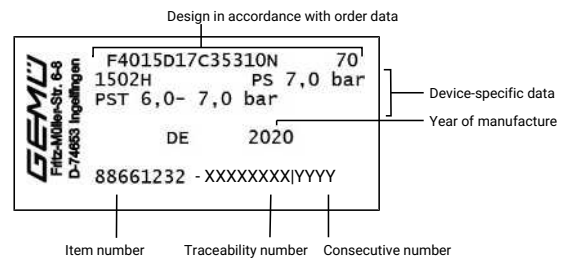 Design in accordance with order data
GEMÜ
Fritz-Müller-Str. 6-8
D-74653 Ingelfingen
F4015D17C3531ON 70
1502H PS 7,0 bar
PST 6,0- 7,0 bar
DE 2020
88661232 - XXXXXXXX|YYYY
Device-specific data
Year of manufacture
Item number Traceability number Consecutive number